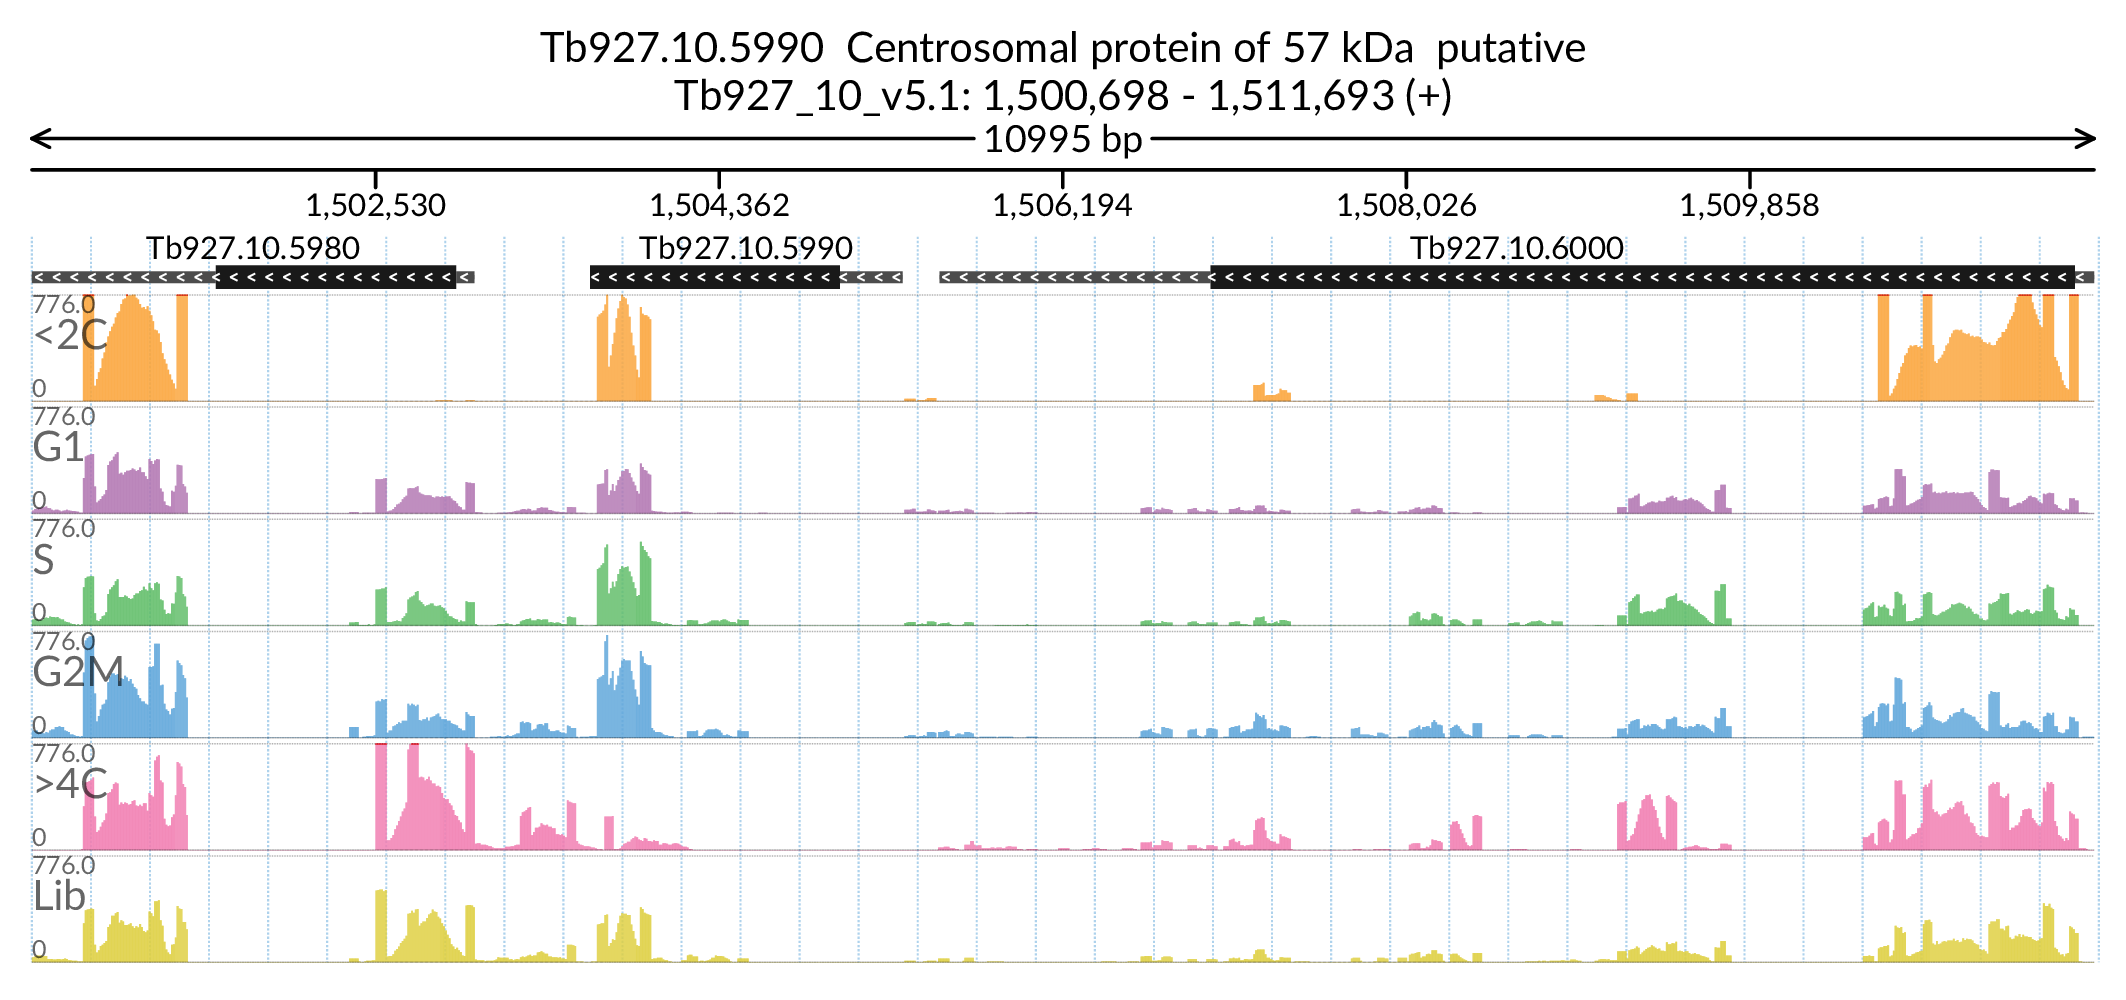 Tb927.10.5990  Centrosomal protein of 57 kDa  putative
Tb927_10_v5.1: 1,500,698 - 1,511,693 (+)
10995 bp
1,502,530 1,504,362 1,506,194 1,508,026 1,509,858
Tb927.10.5980 Tb927.10.5990 Tb927.10.6000
776.0
<2C
0
776.0
G1
0
776.0
S
0
776.0
G2M
0
776.0
>4C
0
776.0
Lib
0